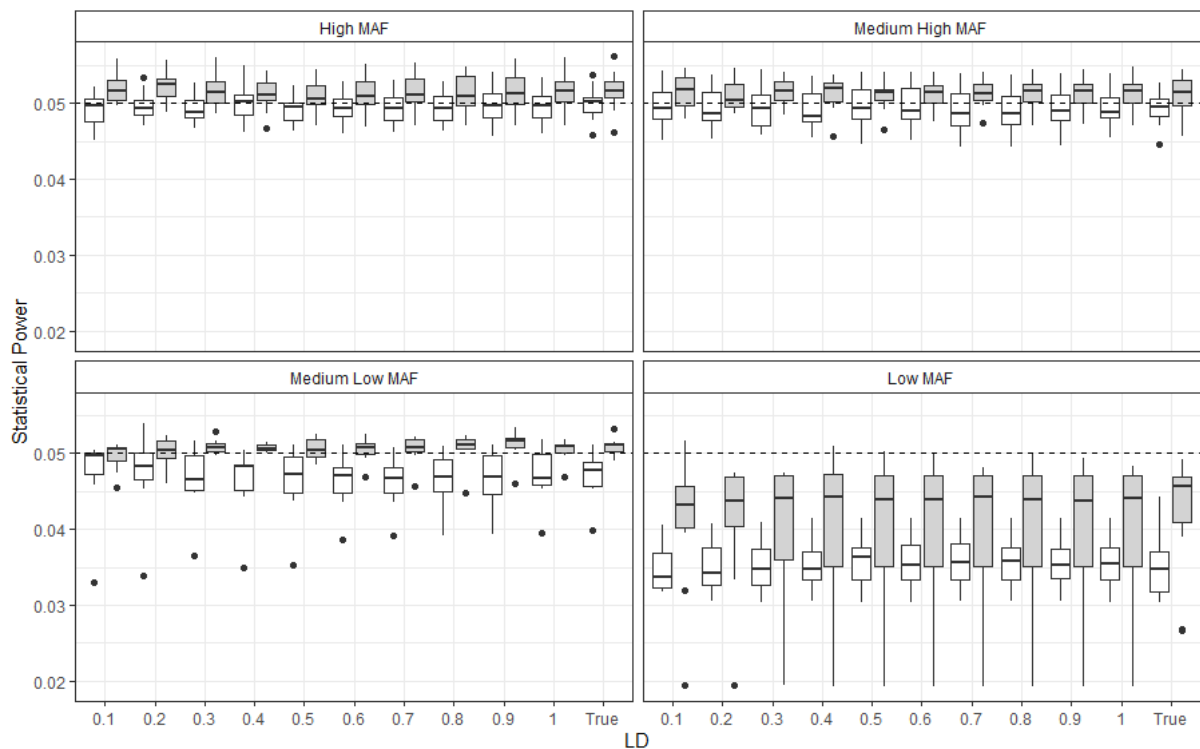 High MAF
Medium High MAF
0.05
0.04
0.03
0.02
Medium Low MAF
Low MAF
0.05
0.04
0.03
0.02
Statistical Power
0.1 0.2 0.3 0.4 0.5 0.6 0.7 0.8 0.9 1 True
0.1 0.2 0.3 0.4 0.5 0.6 0.7 0.8 0.9 1 True
LD